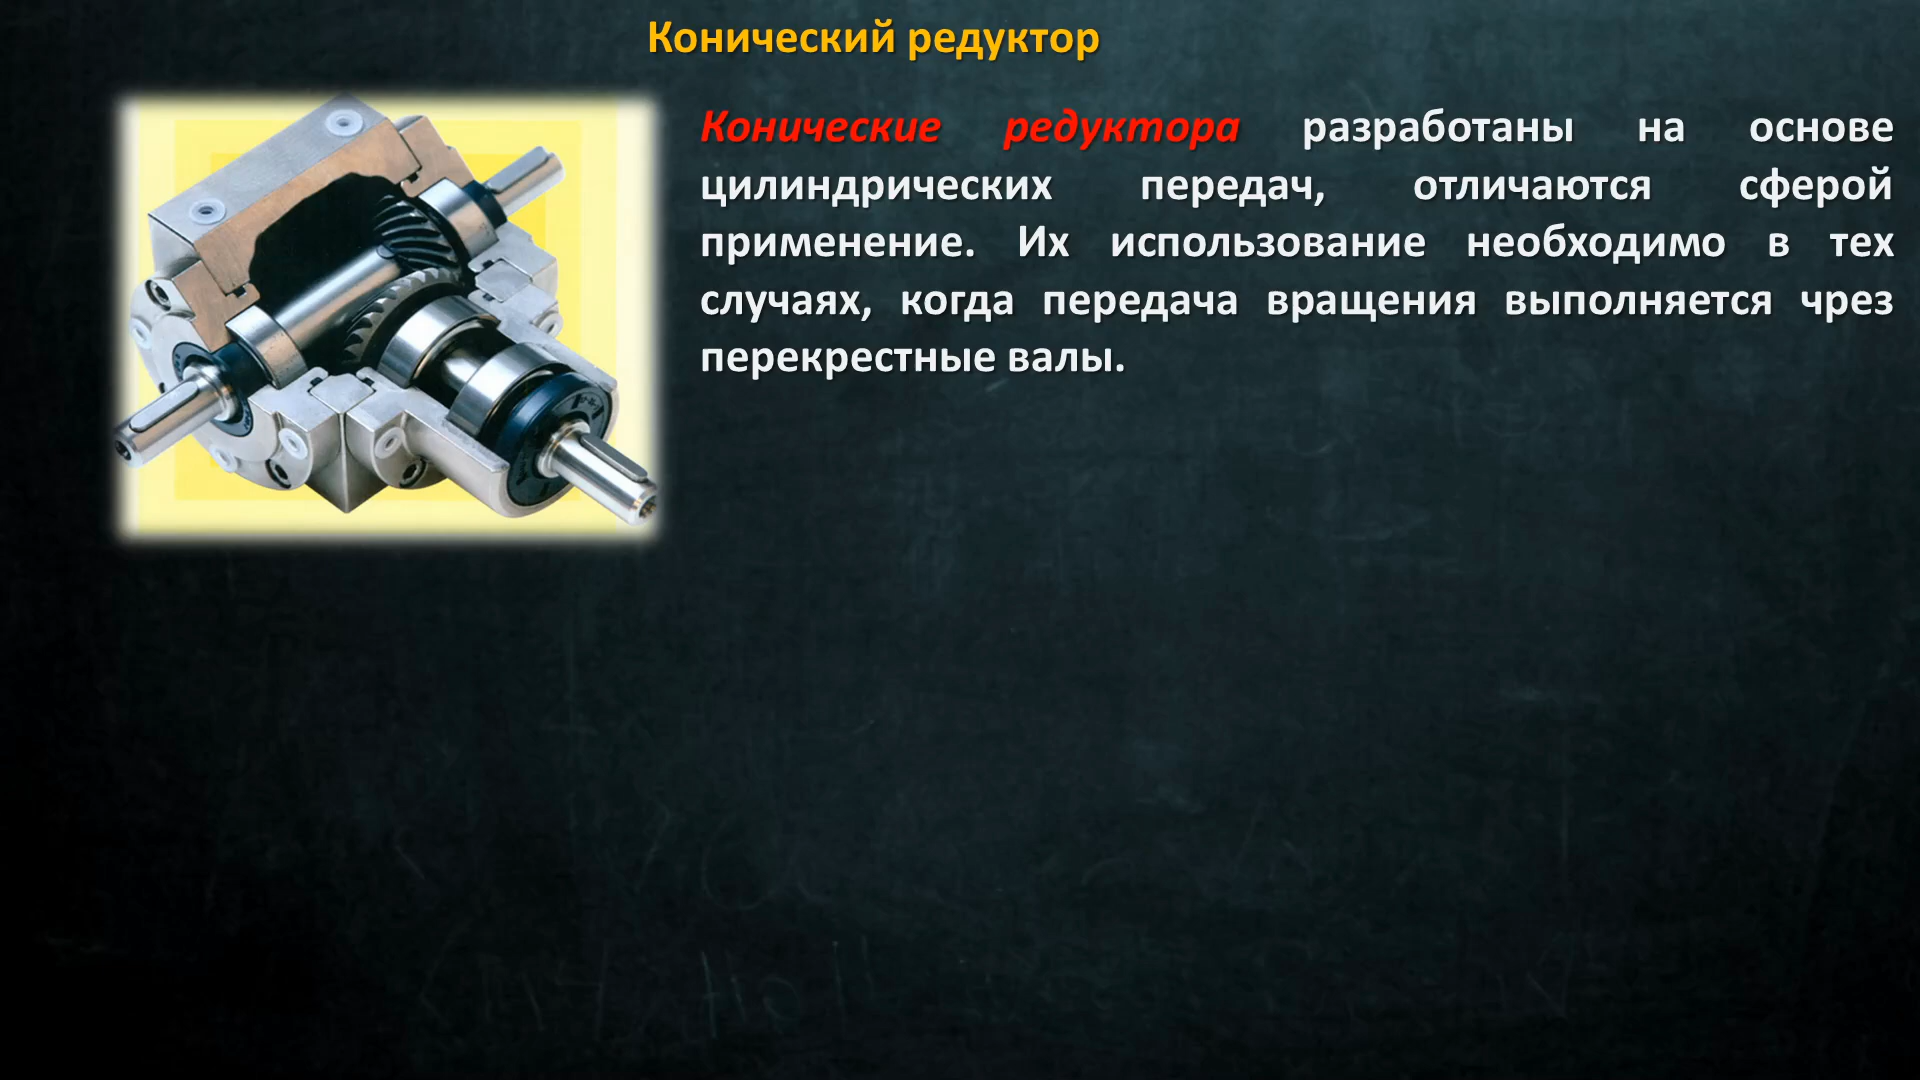 Конический редуктор
Конические редуктора разработаны на основе
цилиндрических передач, отличаются сферой
применение. Их использование необходимо в тех
случаях, когда передача вращения выполняется чрез
перекрестные валы.